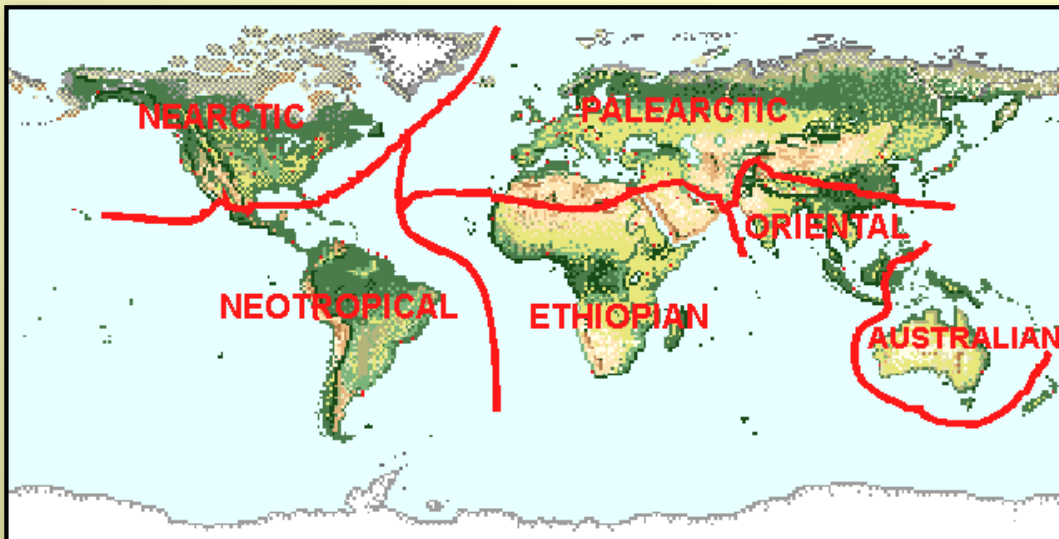 NEARCTIC
PALEARCTIC
ORIENTAL
NEOTROPICAL
ETHIOPIAN
AUSTRALIAN